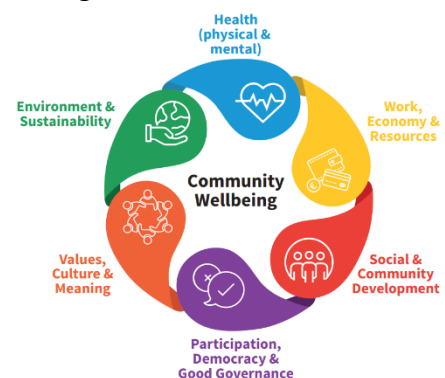 Health
(physical &
mental)
Work,
Economy &
Resources
Social &
Community
Development
Participation,
Democracy &
Good Governance
Values,
Culture &
Meaning
Environment &
Sustainability
Community
Wellbeing